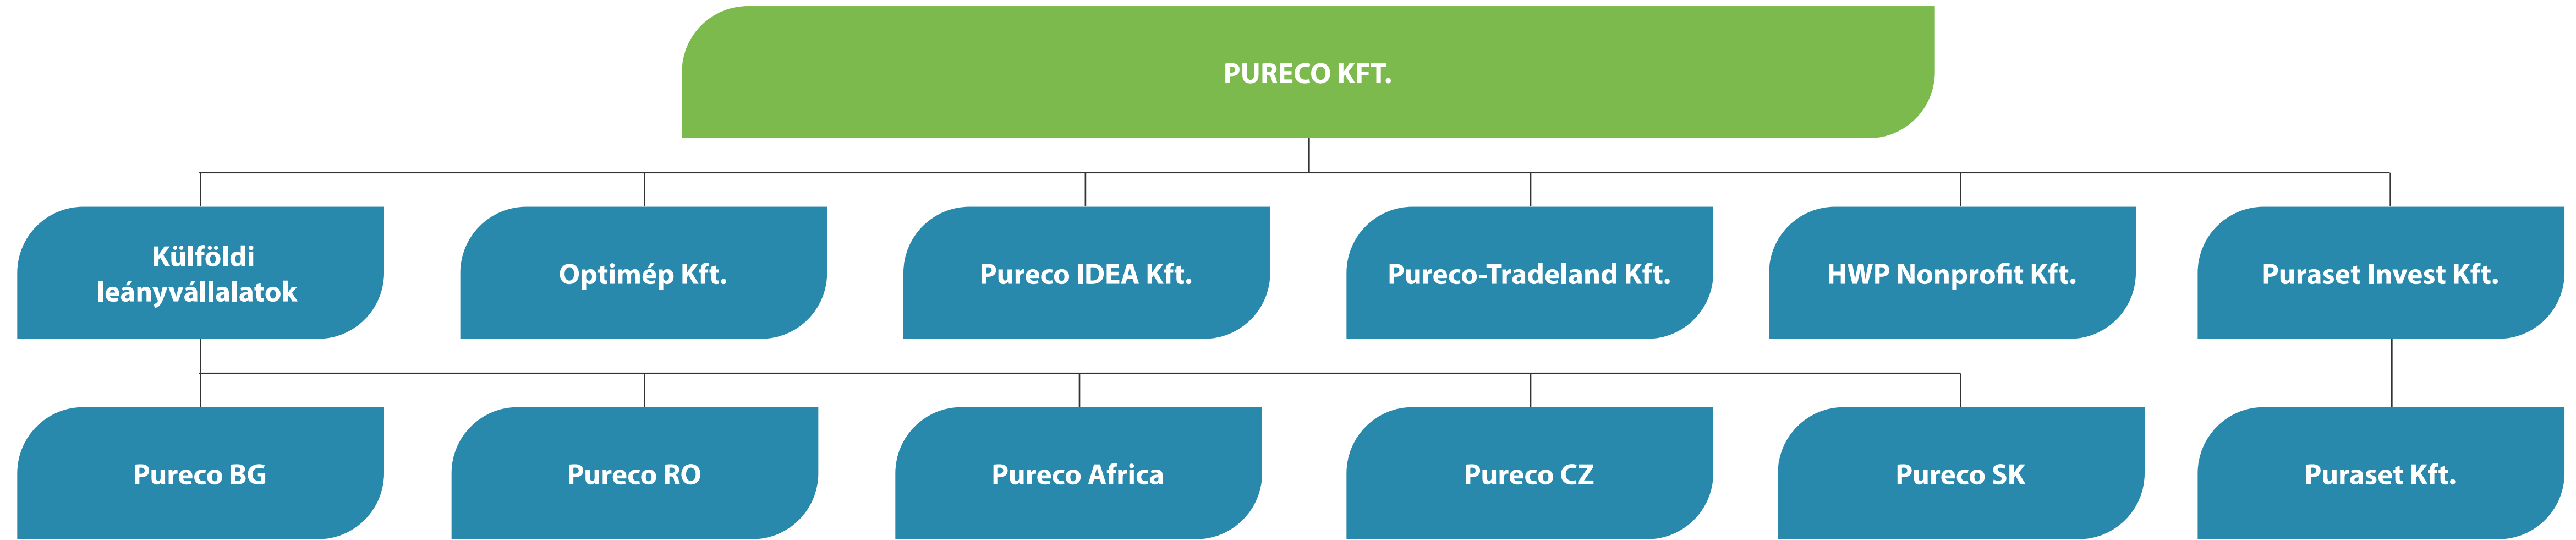 PURECO KFT.
Külföldi
leányvállalatok
Optimép Kft.
Pureco IDEA Kft.
Pureco-Tradeland Kft.
HWP Nonprofit Kft.
Puraset Invest Kft.
Pureco BG
Pureco RO
Pureco Africa
Pureco CZ
Pureco SK
Puraset Kft.